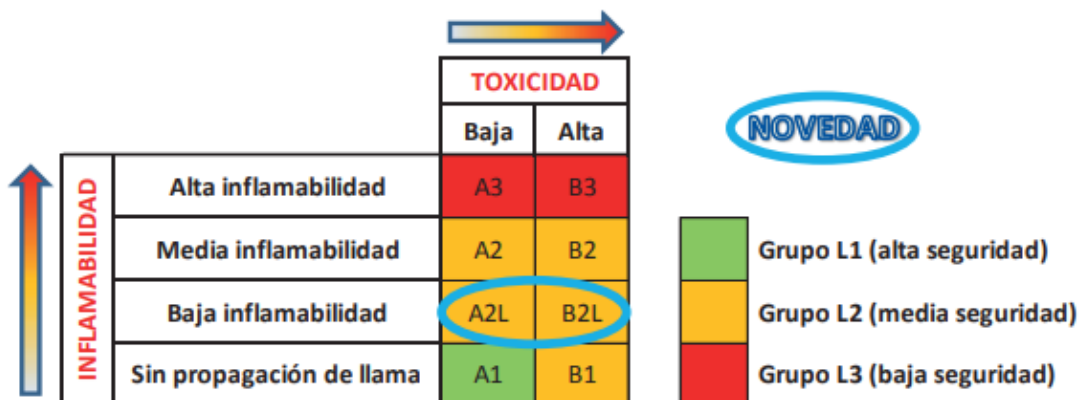 TOXICIDAD
Baja Alta
NOVEDAD
INFLAMABILIDAD
Alta inflamabilidad A3 B3
Media inflamabilidad A2 B2
Baja inflamabilidad A2L B2L
Sin propagación de llama A1 B1
Grupo L1 (alta seguridad)
Grupo L2 (media seguridad)
Grupo L3 (baja seguridad)